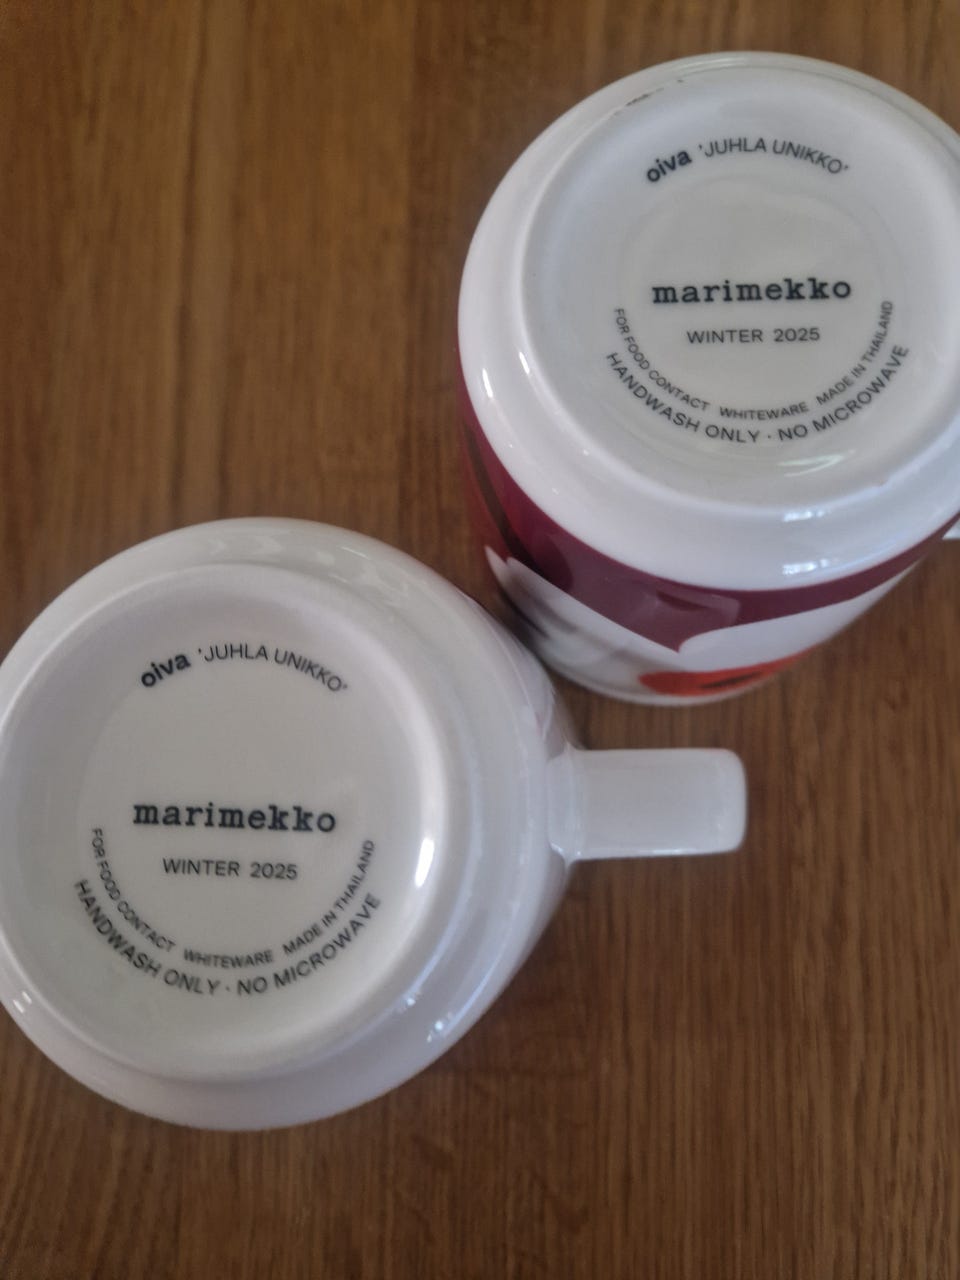 oiva 'JUHLA UNIKKO'
marimekko
WINTER 2025
FOR FOOD CONTACT WHITEWARE MADE IN THAILAND
HANDWASH ONLY · NO MICROWAVE
oiva 'JUHLA UNIKKO'
marimekko
WINTER 2025
FOR FOOD CONTACT WHITEWARE MADE IN THAILAND
HANDWASH ONLY · NO MICROWAVE